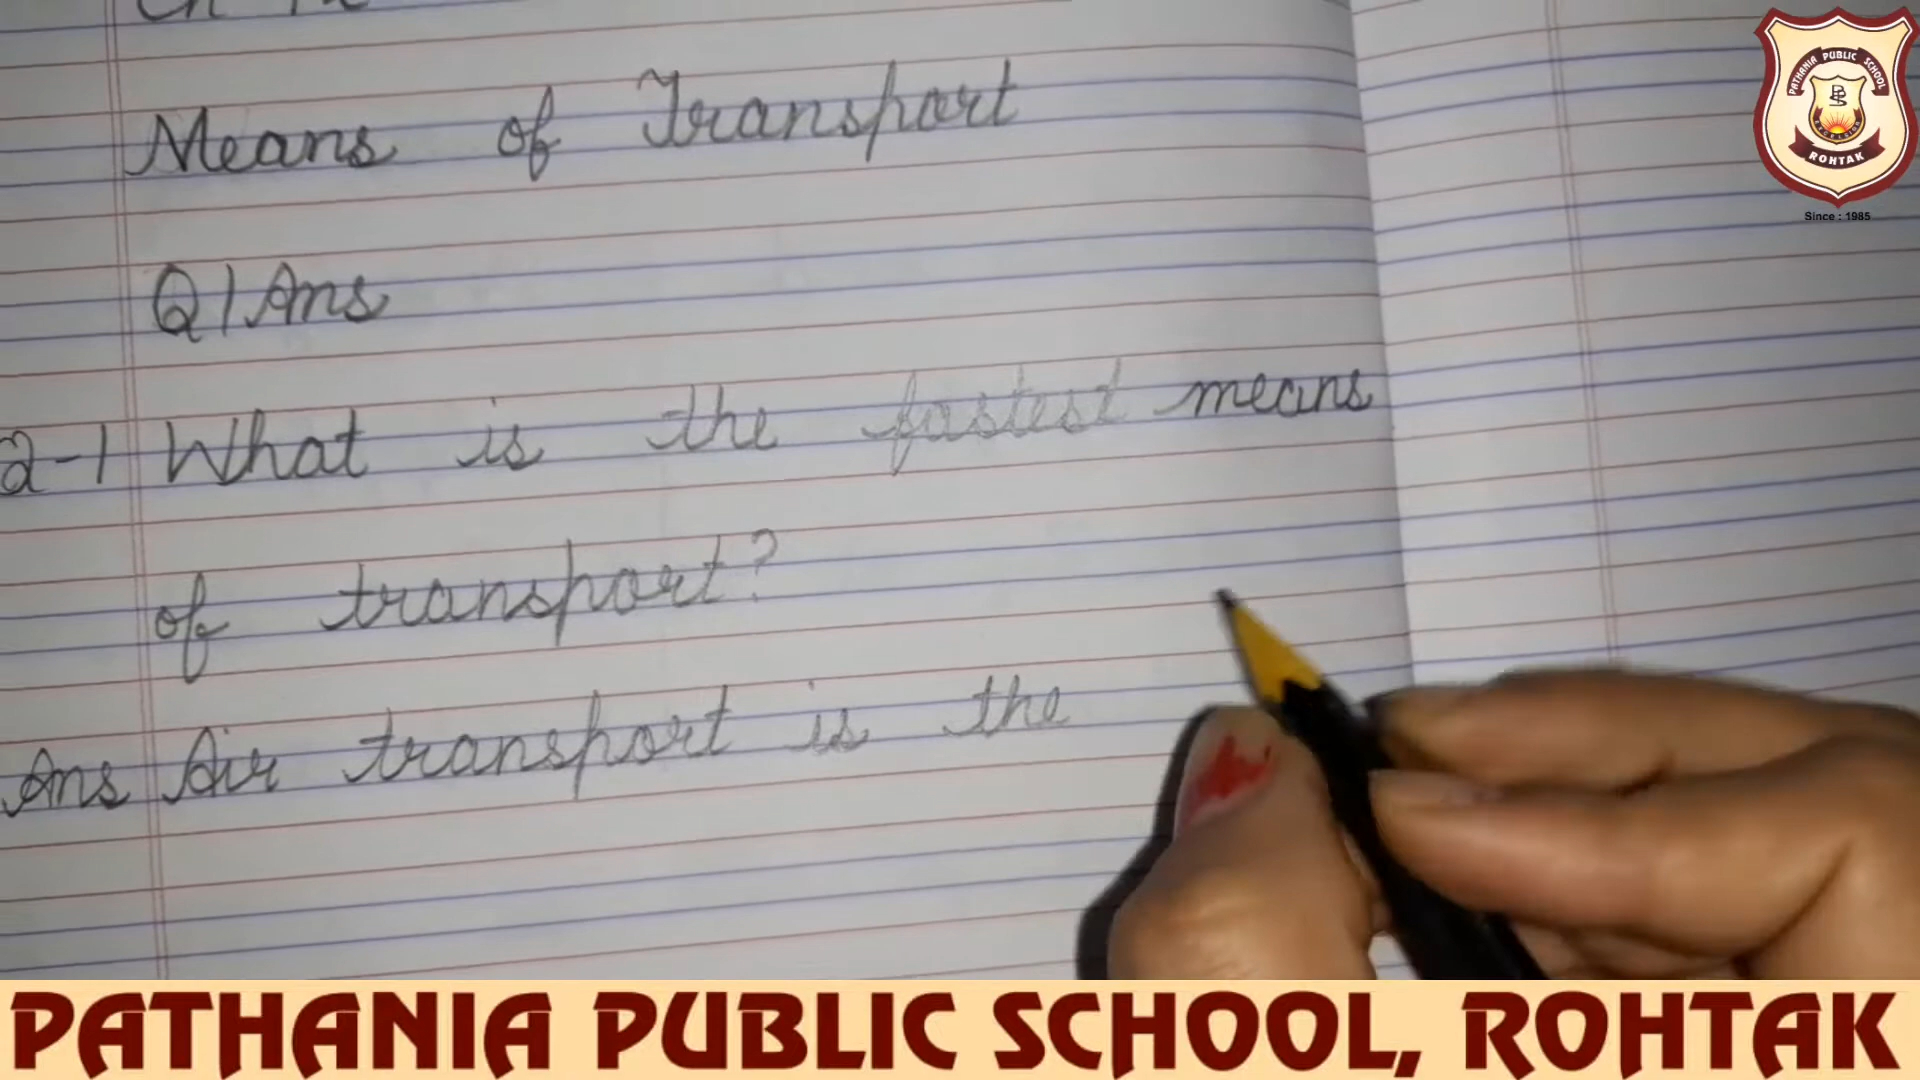 Means of Transport
Q/Ans
Q-1 What is the fastest means
of transport?
Ans Air transport is the
PATHANIA PUBLIC SCHOOL
ROHTAK
Since : 1985
PATHANIA PUBLIC SCHOOL, ROHTAK